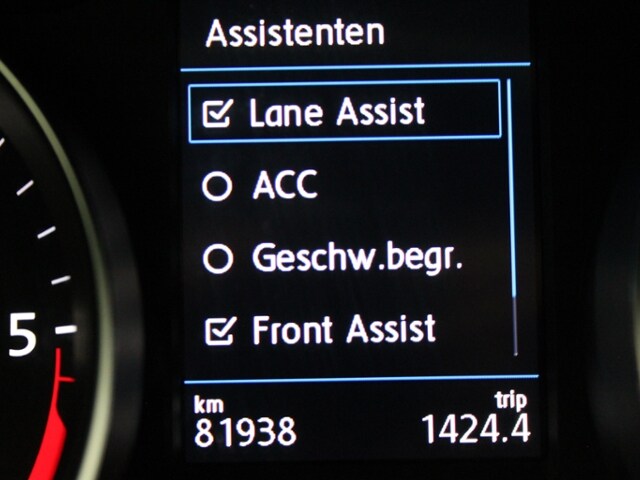 Assistenten
Lane Assist
ACC
Geschw.begr.
Front Assist
5
km trip
81938 1424.4